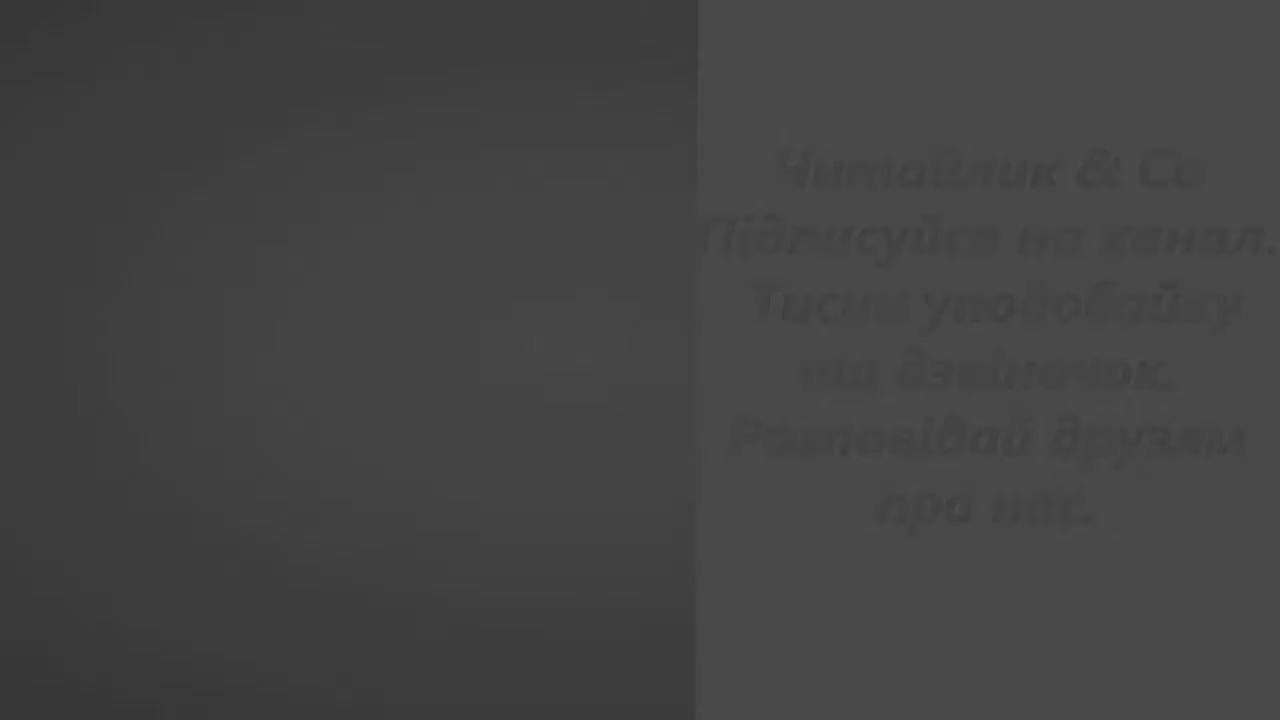 Читайлик & Co
Підписуйся на канал.
Тисни уподобайку
та дзвіночок.
Розповідай друзям
про нас.